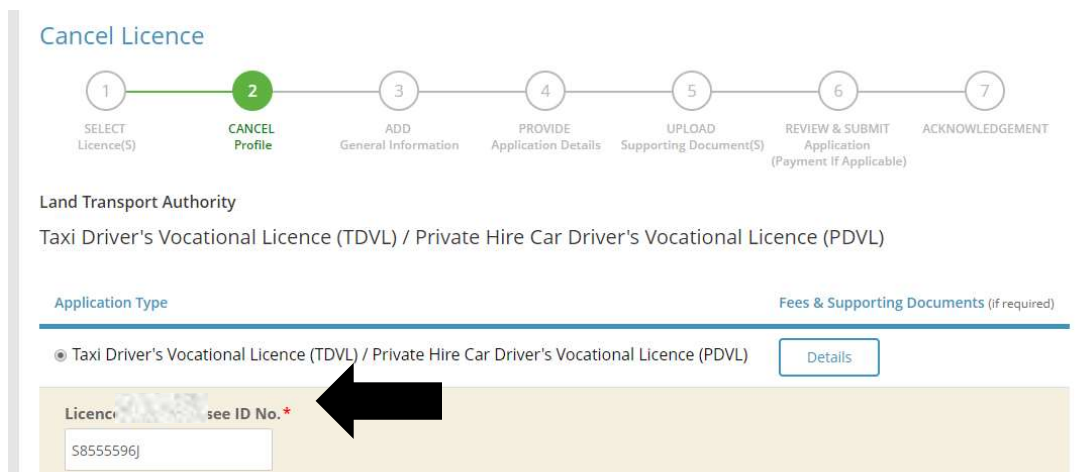 Cancel Licence
1 2 3 4 5 6 7
SELECT CANCEL ADD PROVIDE UPLOAD REVIEW & SUBMIT ACKNOWLEDGEMENT
Licence(S) Profile General Information Application Details Supporting Document(S) Application
(Payment If Applicable)
Land Transport Authority
Taxi Driver's Vocational Licence (TDVL) / Private Hire Car Driver's Vocational Licence (PDVL)
Application Type Fees & Supporting Documents (if required)
Taxi Driver's Vocational Licence (TDVL) / Private Hire Car Driver's Vocational Licence (PDVL) Details
ID No.*
S8555596J